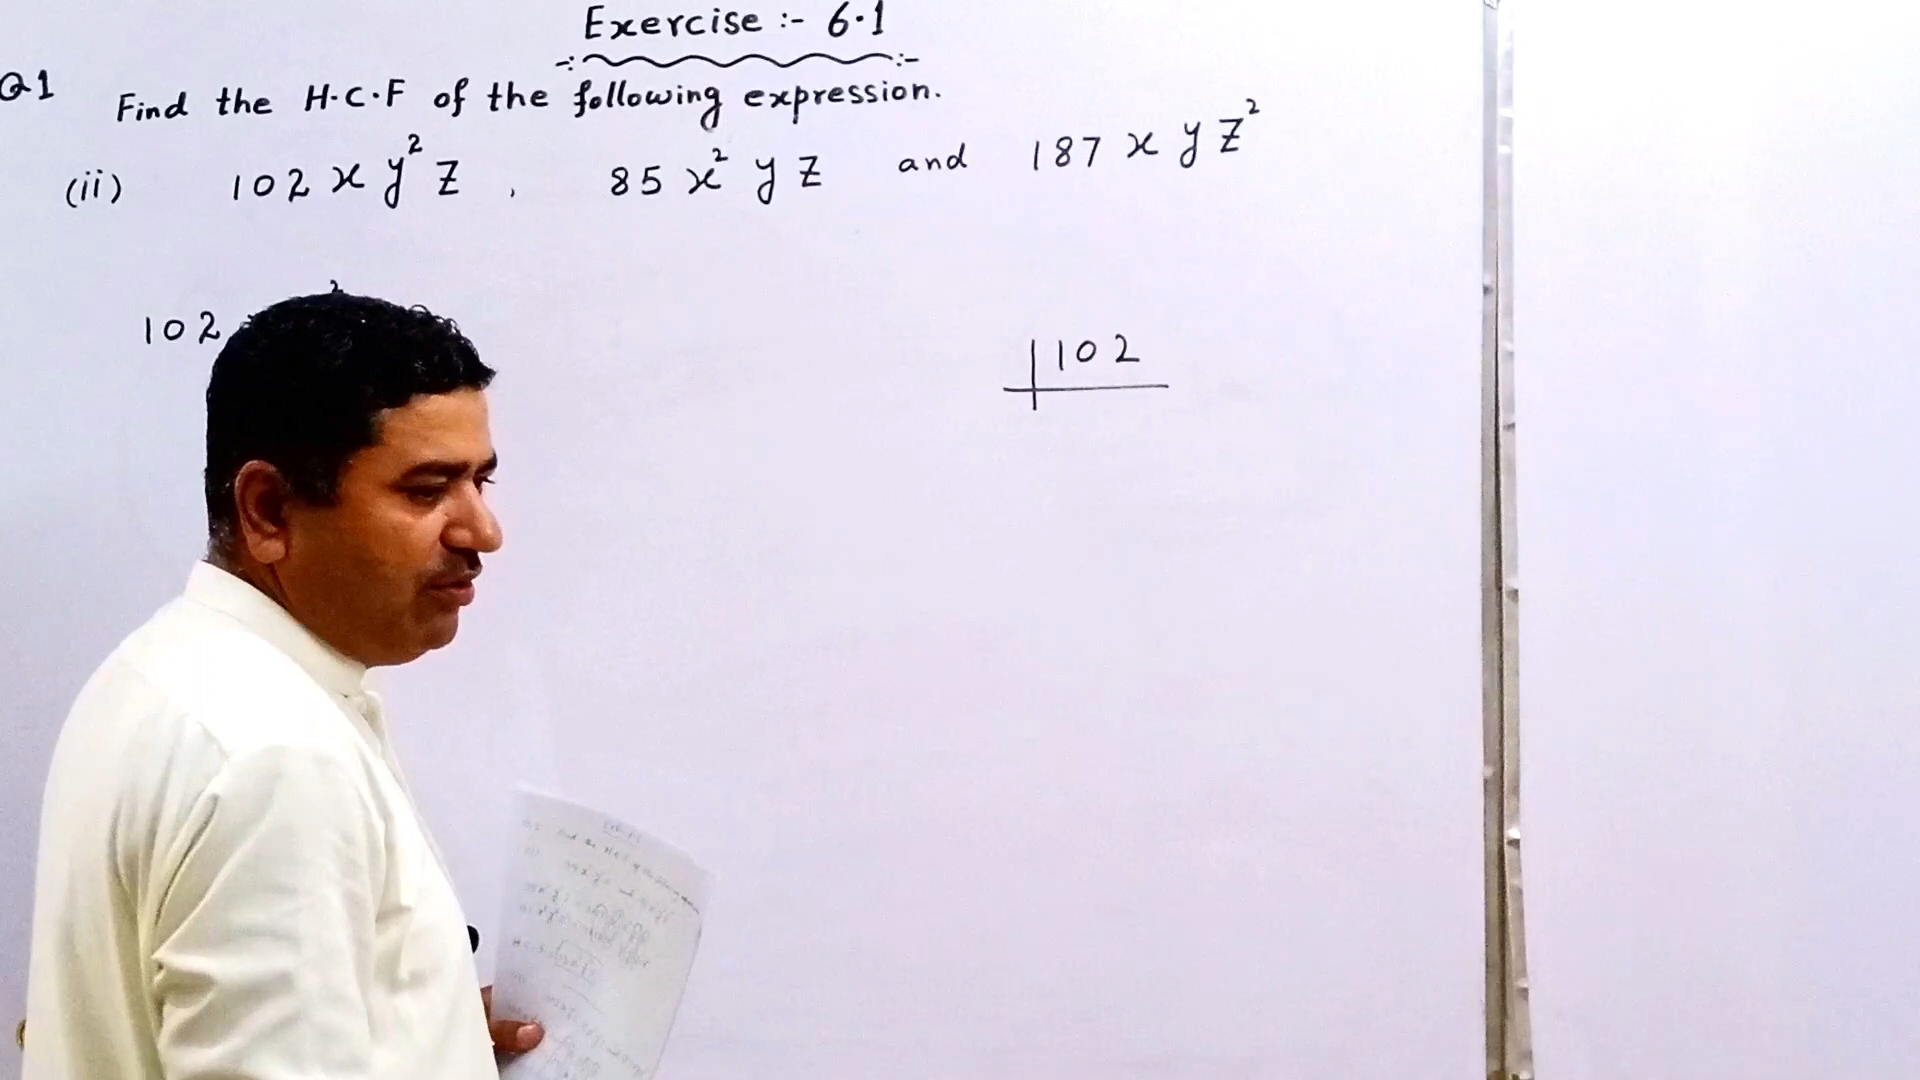 Exercise :- 6.1
Q1 Find the H.C.F of the following expression.
(ii) 102 x y² z , 85 x² y z and 187 x y z²
102 2
102